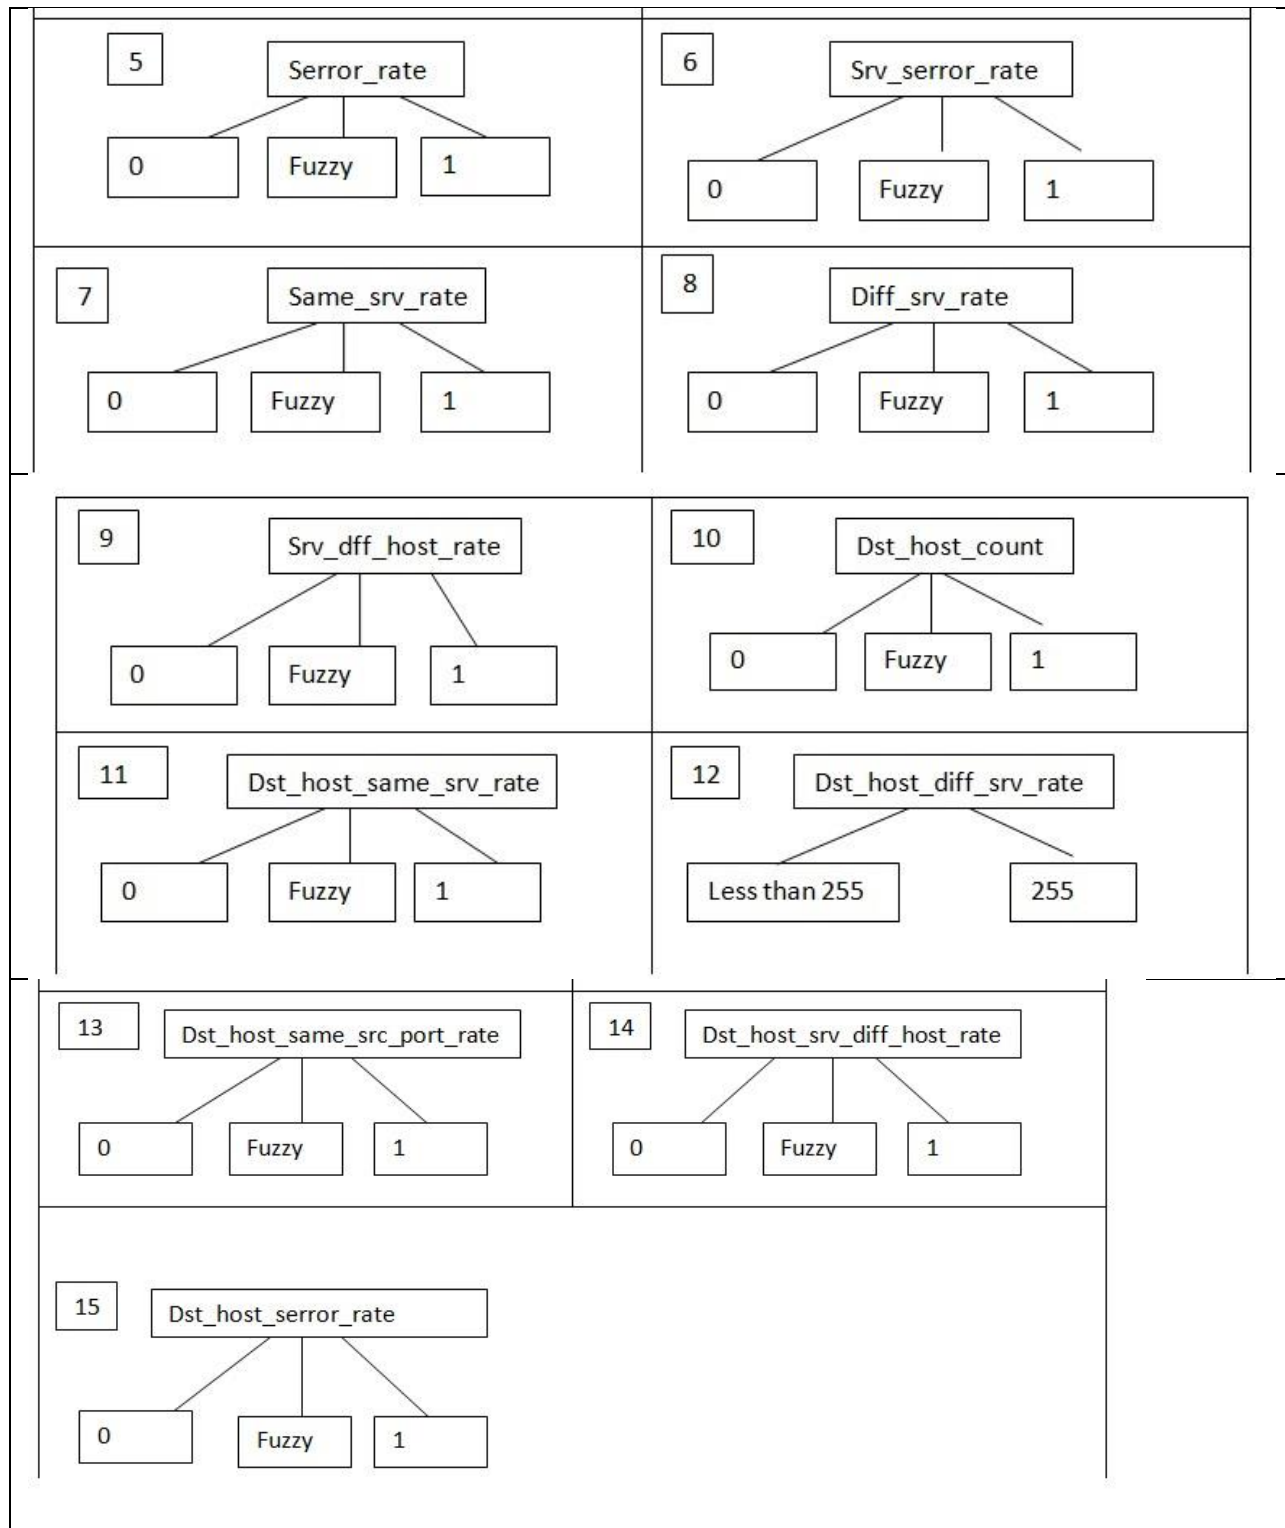 5
Serror_rate
0
Fuzzy
1
6
Srv_serror_rate
0
Fuzzy
1
7
Same_srv_rate
0
Fuzzy
1
8
Diff_srv_rate
0
Fuzzy
1
9
Srv_dff_host_rate
0
Fuzzy
1
10
Dst_host_count
0
Fuzzy
1
11
Dst_host_same_srv_rate
0
Fuzzy
1
12
Dst_host_diff_srv_rate
Less than 255
255
13
Dst_host_same_src_port_rate
0
Fuzzy
1
14
Dst_host_srv_diff_host_rate
0
Fuzzy
1
15
Dst_host_serror_rate
0
Fuzzy
1